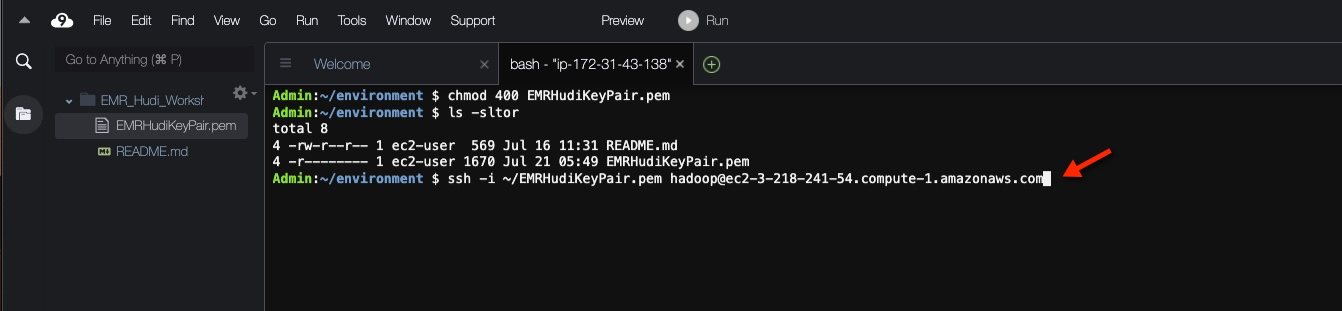 9 File Edit Find View Go Run Tools Window Support Preview Run
Go to Anything (⌘ P)
Welcome
bash - "ip-172-31-43-138"
EMR_Hudi_Worksh
EMRHudiKeyPair.pem
README.md
Admin:~/environment $ chmod 400 EMRHudiKeyPair.pem
Admin:~/environment $ ls -sltor
total 8
4 -rw-r--r-- 1 ec2-user  569 Jul 16 11:31 README.md
4 -r-------- 1 ec2-user 1670 Jul 21 05:49 EMRHudiKeyPair.pem
Admin:~/environment $ ssh -i ~/EMRHudiKeyPair.pem hadoop@ec2-3-218-241-54.compute-1.amazonaws.com